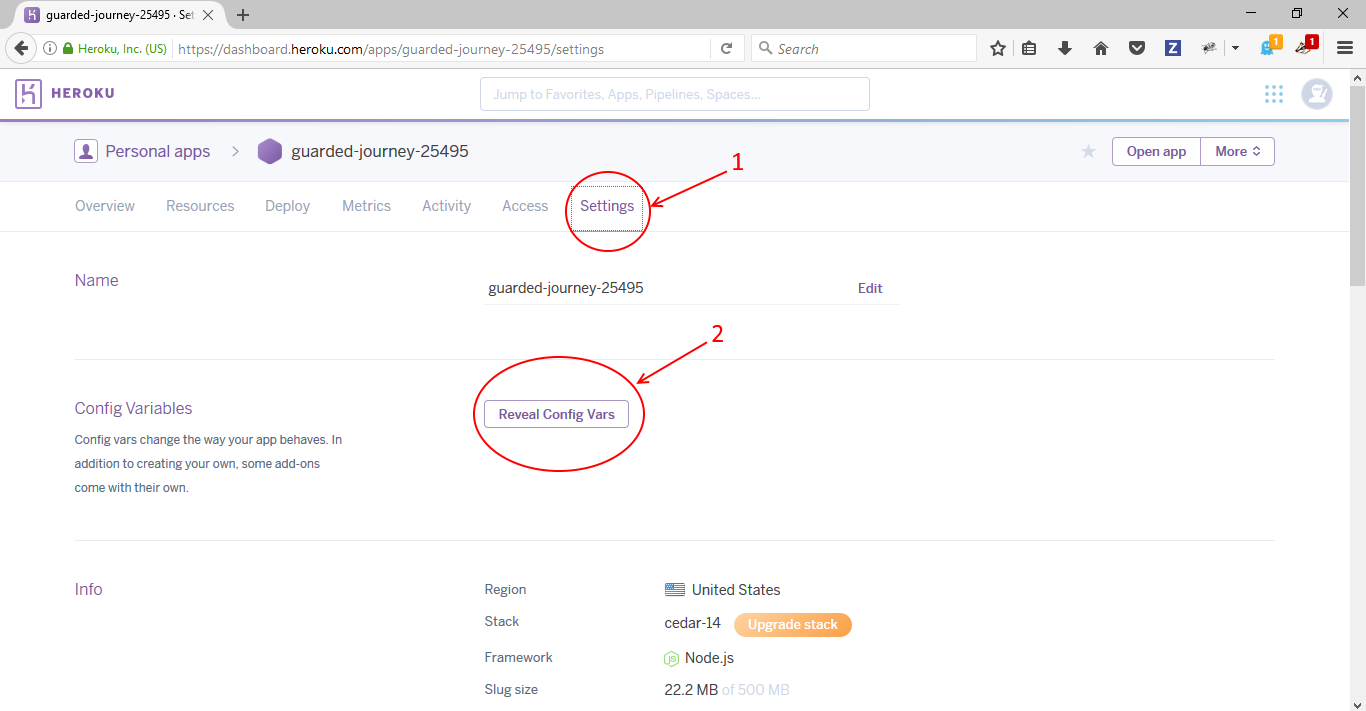 guarded-journey-25495 · Set
Heroku, Inc. (US) https://dashboard.heroku.com/apps/guarded-journey-25495/settings Search Z 1 1
HEROKU Jump to Favorites, Apps, Pipelines, Spaces...
Personal apps guarded-journey-25495 Open app More
1
Overview Resources Deploy Metrics Activity Access Settings
Name guarded-journey-25495 Edit
2
Config Variables Reveal Config Vars
Config vars change the way your app behaves. In
addition to creating your own, some add-ons
come with their own.
Info Region United States
Stack cedar-14 Upgrade stack
Framework JS Node.js
Slug size 22.2 MB of 500 MB